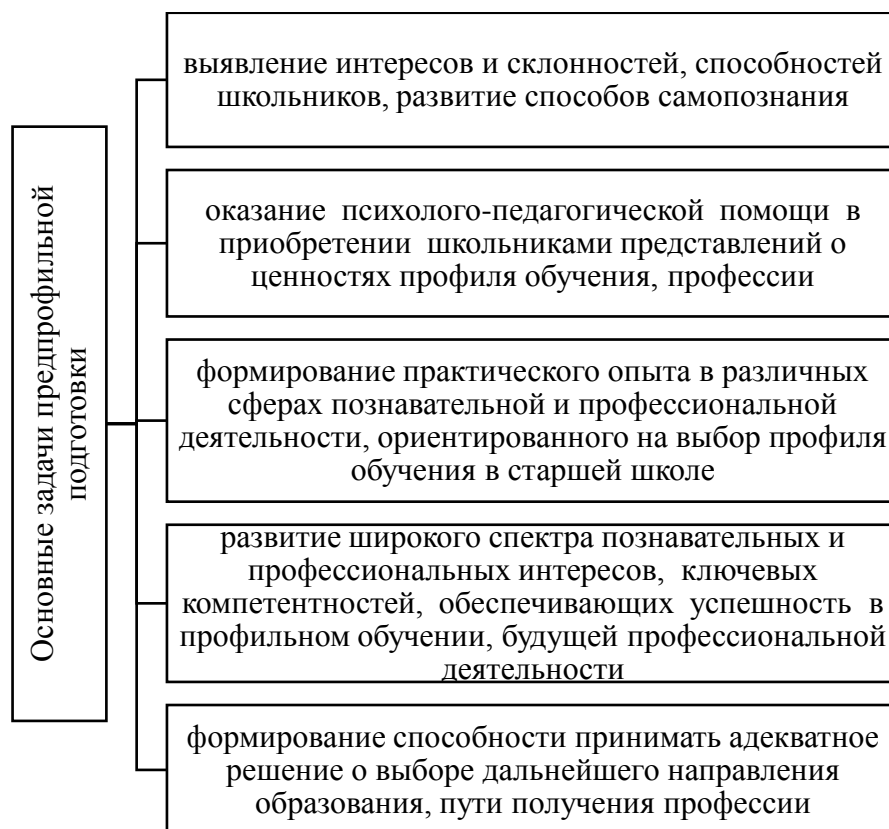 Основные задачи предпрофильной
подготовки
выявление интересов и склонностей, способностей
школьников, развитие способов самопознания
оказание психолого-педагогической помощи в
приобретении школьниками представлений о
ценностях профиля обучения, профессии
формирование практического опыта в различных
сферах познавательной и профессиональной
деятельности, ориентированного на выбор профиля
обучения в старшей школе
развитие широкого спектра познавательных и
профессиональных интересов, ключевых
компетентностей, обеспечивающих успешность в
профильном обучении, будущей профессиональной
деятельности
формирование способности принимать адекватное
решение о выборе дальнейшего направления
образования, пути получения профессии